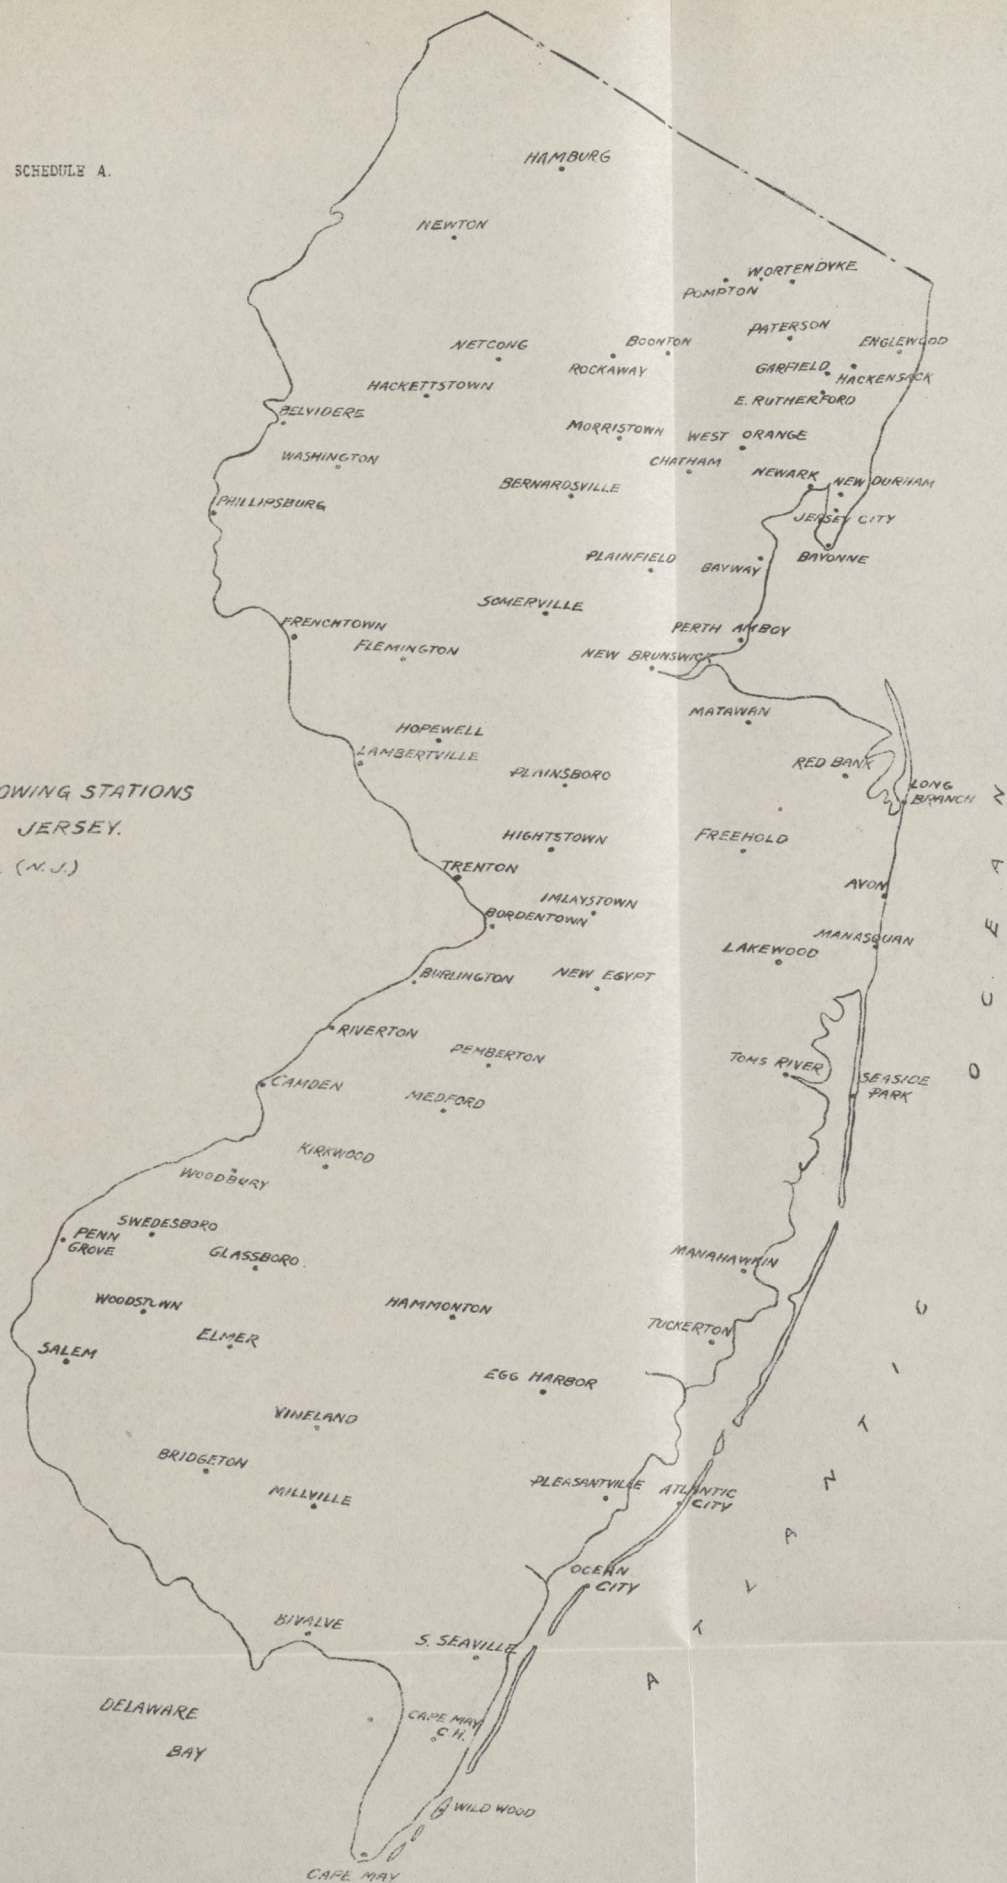 SCHEDULE A.
HAMBURG
NEWTON
WORTENDYKE
POMPTON
PATERSON
ENGLEWOOD
NETCONG
BOONTON
ROCKAWAY
GARFIELD
HACKENSACK
HACKETTSTOWN
E. RUTHERFORD
BELVIDERE
MORRISTOWN
WEST ORANGE
WASHINGTON
CHATHAM
NEWARK
NEW DURHAM
BERNARDSVILLE
PHILLIPSBURG
JERSEY CITY
PLAINFIELD
BAYWAY
BAYONNE
SOMERVILLE
FRENCHTOWN
PERTH AMBOY
FLEMINGTON
NEW BRUNSWICK
MATAWAN
HOPEWELL
LAMBERTVILLE
PLAINSBORO
RED BANK
LONG
BRANCH
OWING STATIONS
JERSEY.
(N.J.)
HIGHTSTOWN
FREEHOLD
TRENTON
AVON
IMLAYSTOWN
BORDENTOWN
MANASQUAN
LAKEWOOD
BURLINGTON
NEW EGYPT
RIVERTON
PEMBERTON
TOMS RIVER
CAMDEN
SEASIDE
PARK
MEDFORD
KIRKWOOD
WOODBURY
SWEDESBORO
PENN
GROVE
GLASSBORO
MANAHAWKIN
WOODSTWN
HAMMONTON
TUCKERTON
ELMER
SALEM
EGG HARBOR
VINELAND
BRIDGETON
MILLVILLE
PLEASANTVILLE
ATLANTIC
CITY
OCEAN
CITY
BIVALVE
S. SEAVILLE
DELAWARE
BAY
CAPE MAY
C.H.
WILDWOOD
CAPE MAY
ATLANTIC OCEAN